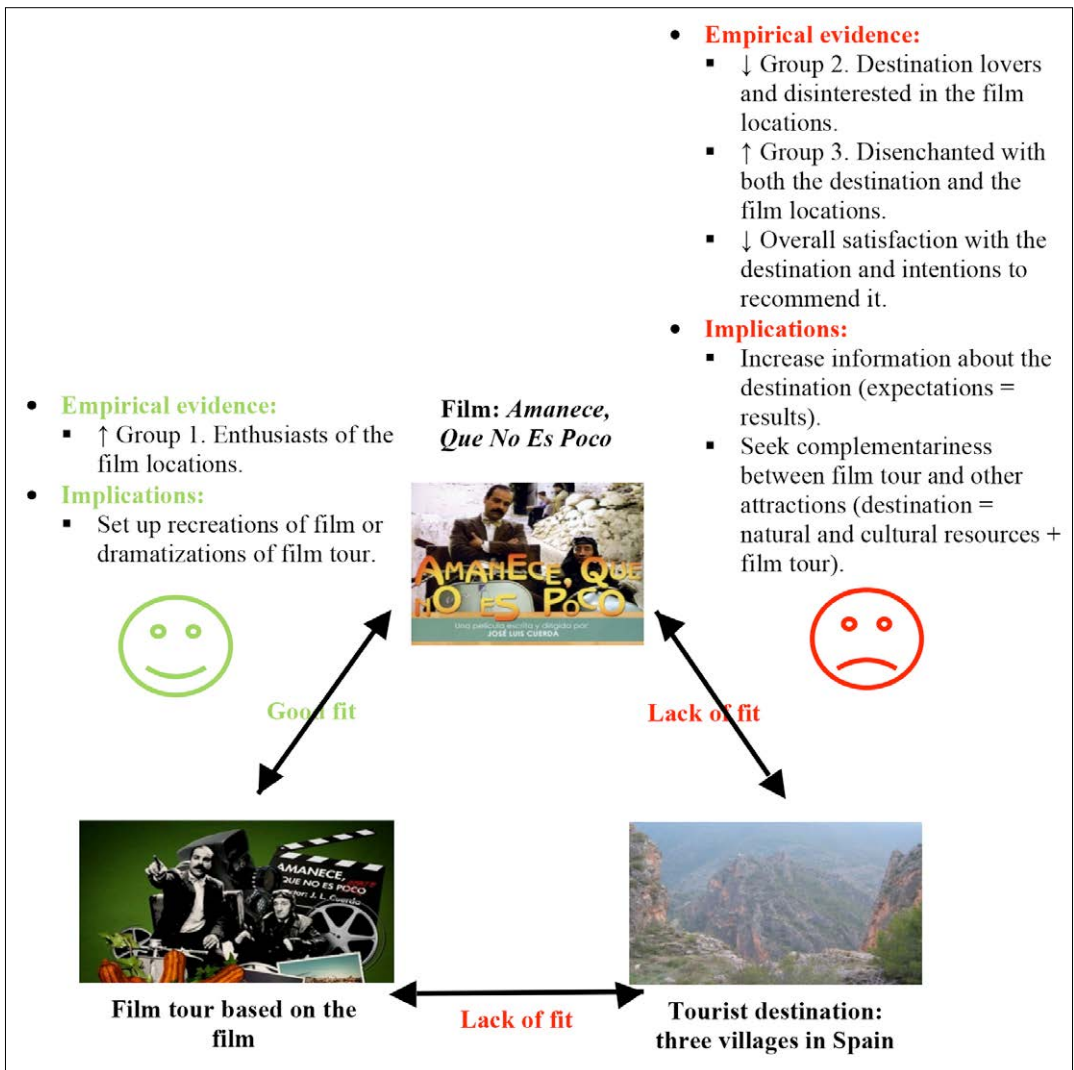 • Empirical evidence:
▪ ↓ Group 2. Destination lovers
and disinterested in the film
locations.
▪ ↑ Group 3. Disenchanted with
both the destination and the
film locations.
▪ ↓ Overall satisfaction with the
destination and intentions to
recommend it.
• Implications:
▪ Increase information about the
destination (expectations =
results).
▪ Seek complementariness
between film tour and other
attractions (destination =
natural and cultural resources +
film tour).
• Empirical evidence:
▪ ↑ Group 1. Enthusiasts of the
film locations.
• Implications:
▪ Set up recreations of film or
dramatizations of film tour.
Film: Amanece,
Que No Es Poco
AMANECE, QUE
NO ES POCO
Una película escrita y dirigida por:
JOSÉ LUIS CUERDA
Good fit
Lack of fit
AMANECE,
QUE NO ES POCO
J. L. Cuerda
Film tour based on the
film
Lack of fit
Tourist destination:
three villages in Spain